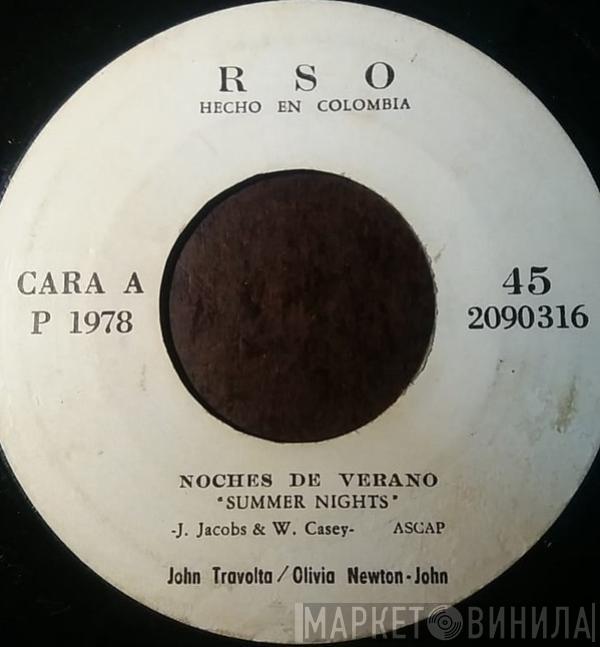 R S O
HECHO EN COLOMBIA
CARA A
P 1978
45
2090316
NOCHES DE VERANO
"SUMMER NIGHTS"
-J. Jacobs & W. Casey- ASCAP
John Travolta / Olivia Newton-John
МАРКЕТ ВИНИЛА